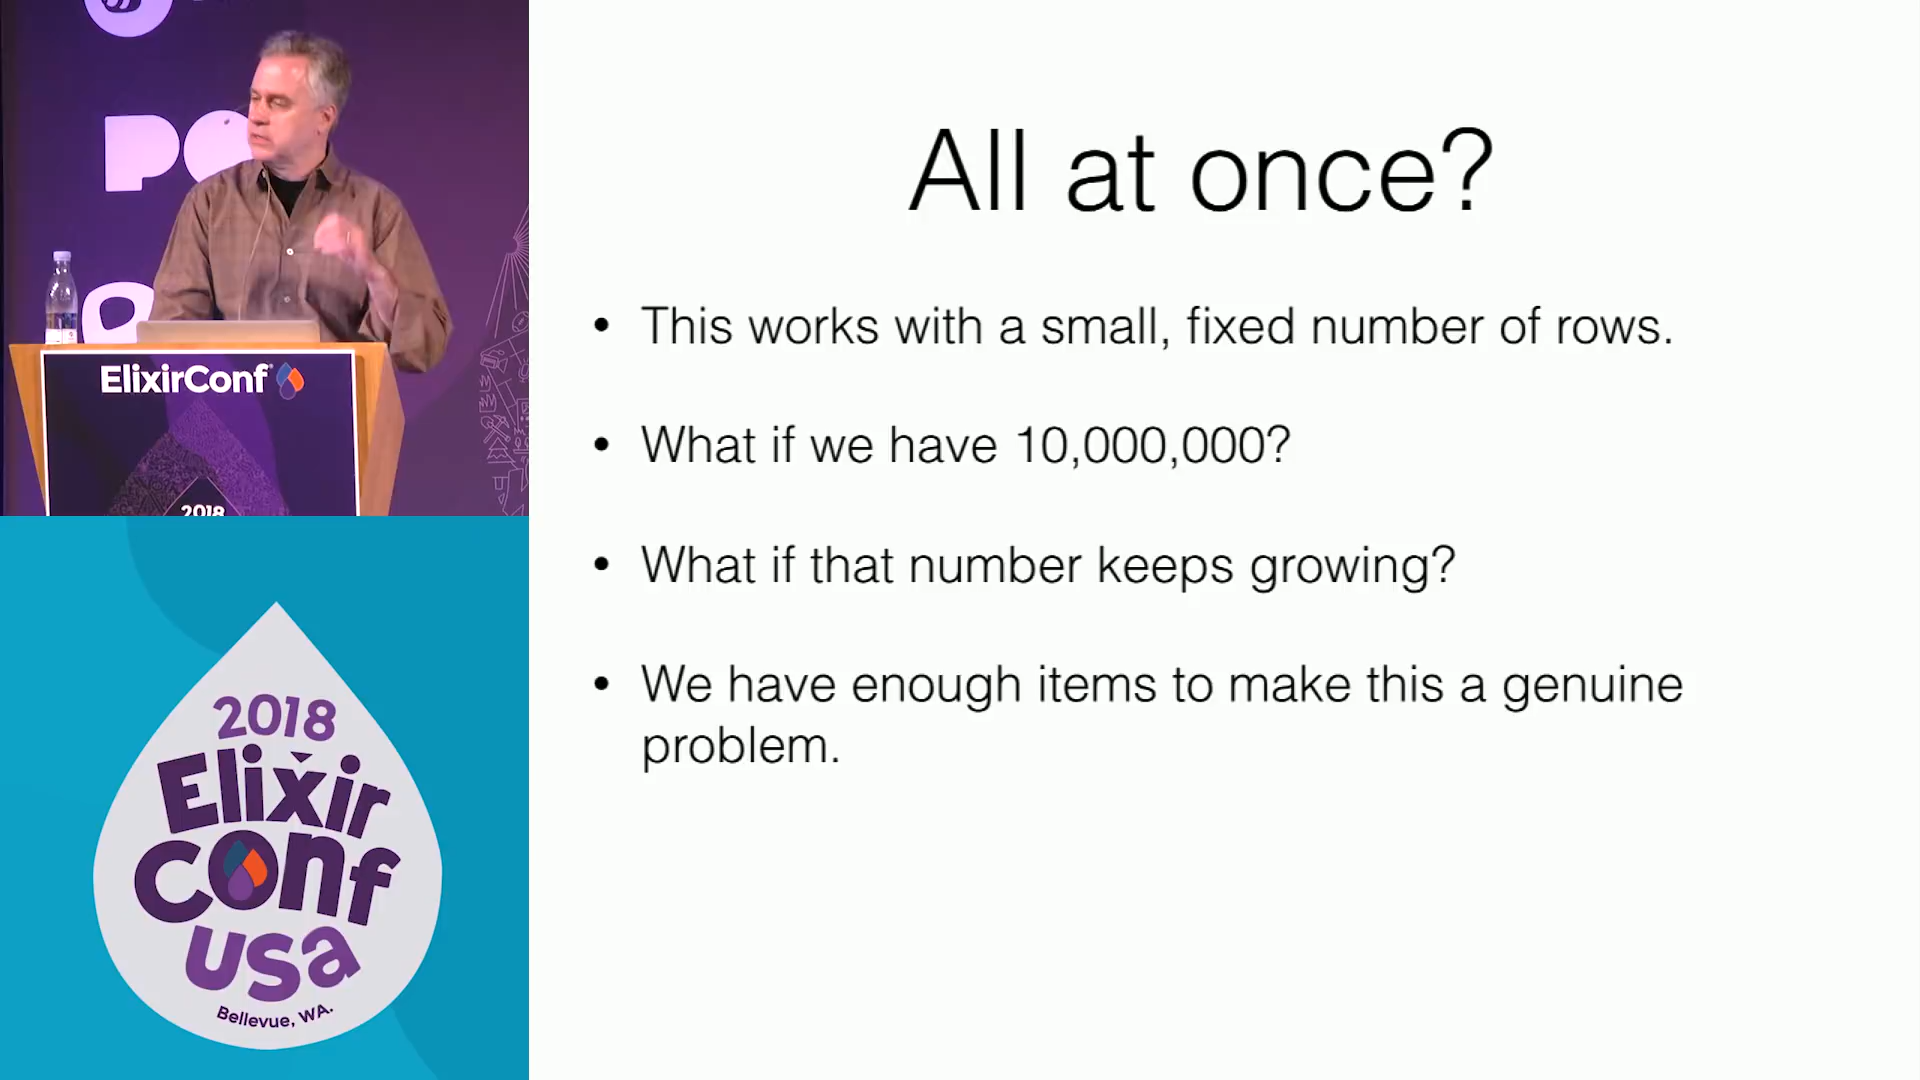 PO
ElixirConf
2018
2018
Elixir
Conf
USA
Bellevue, WA.
All at once?
• This works with a small, fixed number of rows.
• What if we have 10,000,000?
• What if that number keeps growing?
• We have enough items to make this a genuine
problem.